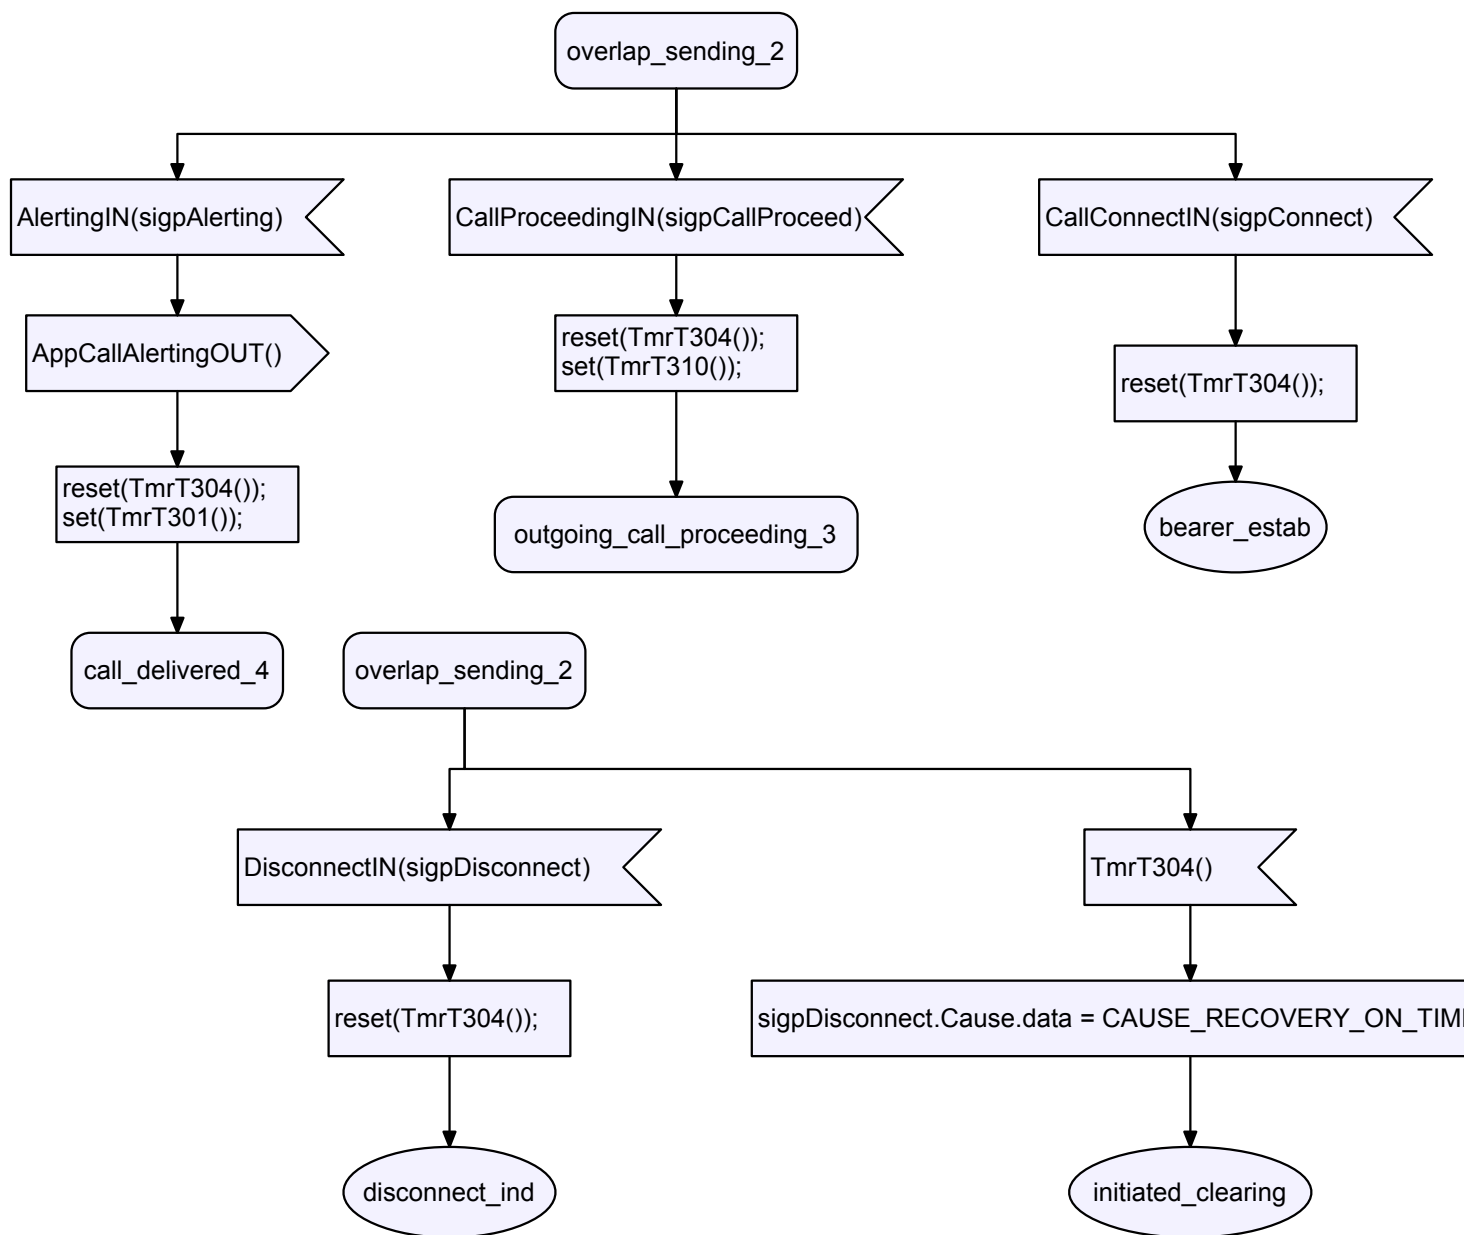 overlap_sending_2
AlertingIN(sigpAlerting)
CallProceedingIN(sigpCallProceed)
CallConnectIN(sigpConnect)
AppCallAlertingOUT()
reset(TmrT304());
set(TmrT310());
reset(TmrT304());
reset(TmrT304());
set(TmrT301());
outgoing_call_proceeding_3
bearer_estab
call_delivered_4
overlap_sending_2
DisconnectIN(sigpDisconnect)
TmrT304()
reset(TmrT304());
sigpDisconnect.Cause.data = CAUSE_RECOVERY_ON_TIM
disconnect_ind
initiated_clearing